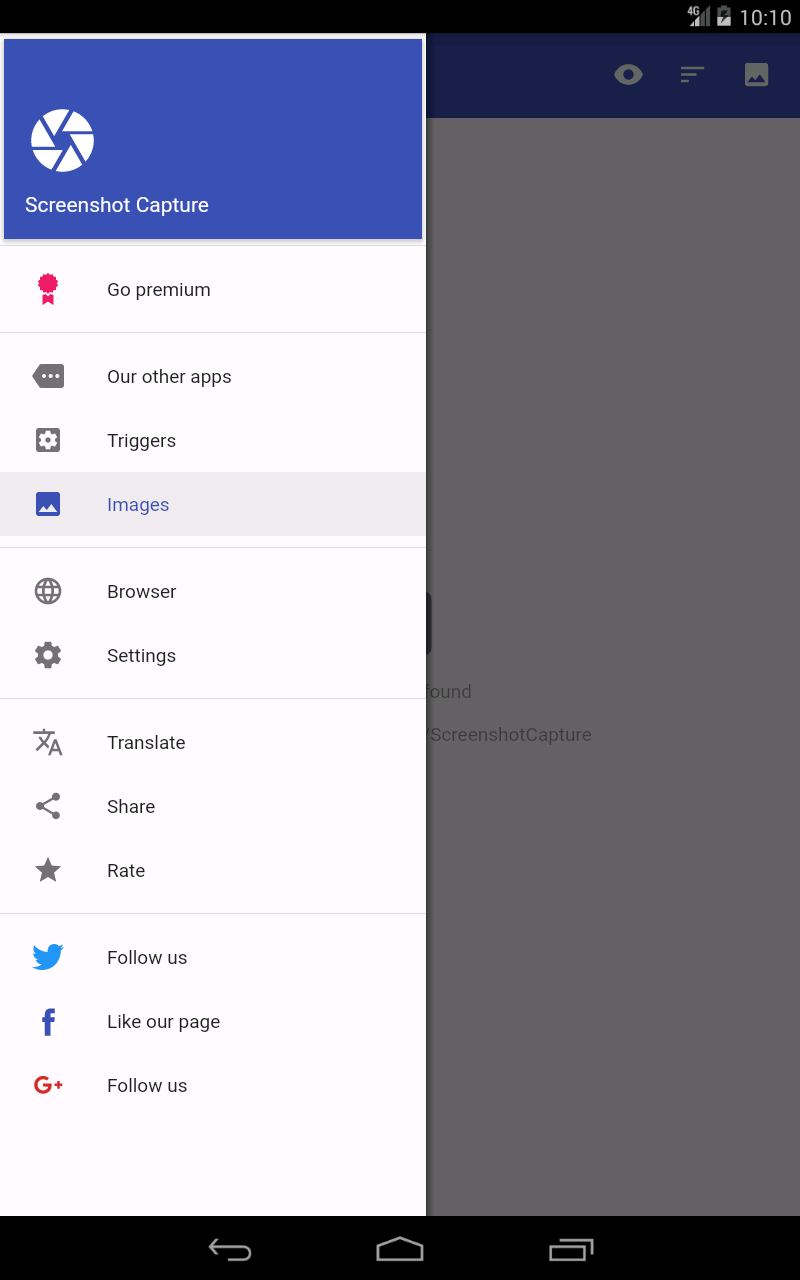 4G 10:10
Screenshot Capture
Go premium
Our other apps
Triggers
Images
Browser
Settings
found
Translate
/ScreenshotCapture
Share
Rate
Follow us
Like our page
G+ Follow us